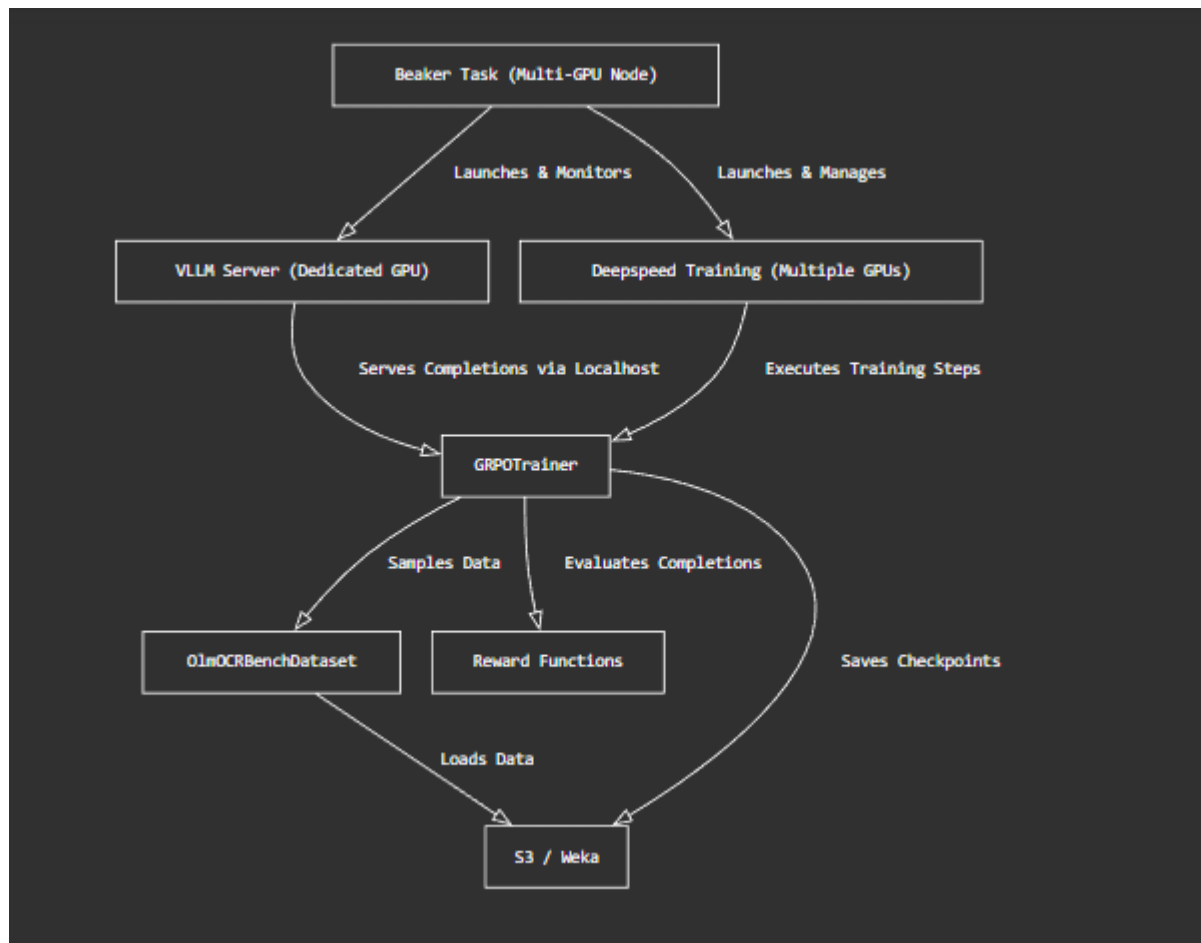 Beaker Task (Multi-GPU Node)
Launches & Monitors
Launches & Manages
VLLM Server (Dedicated GPU)
Deepspeed Training (Multiple GPUs)
Serves Completions via Localhost
Executes Training Steps
GRPOTrainer
Samples Data
Evaluates Completions
OlmOCRBenchDataset
Reward Functions
Saves Checkpoints
Loads Data
S3 / Weka